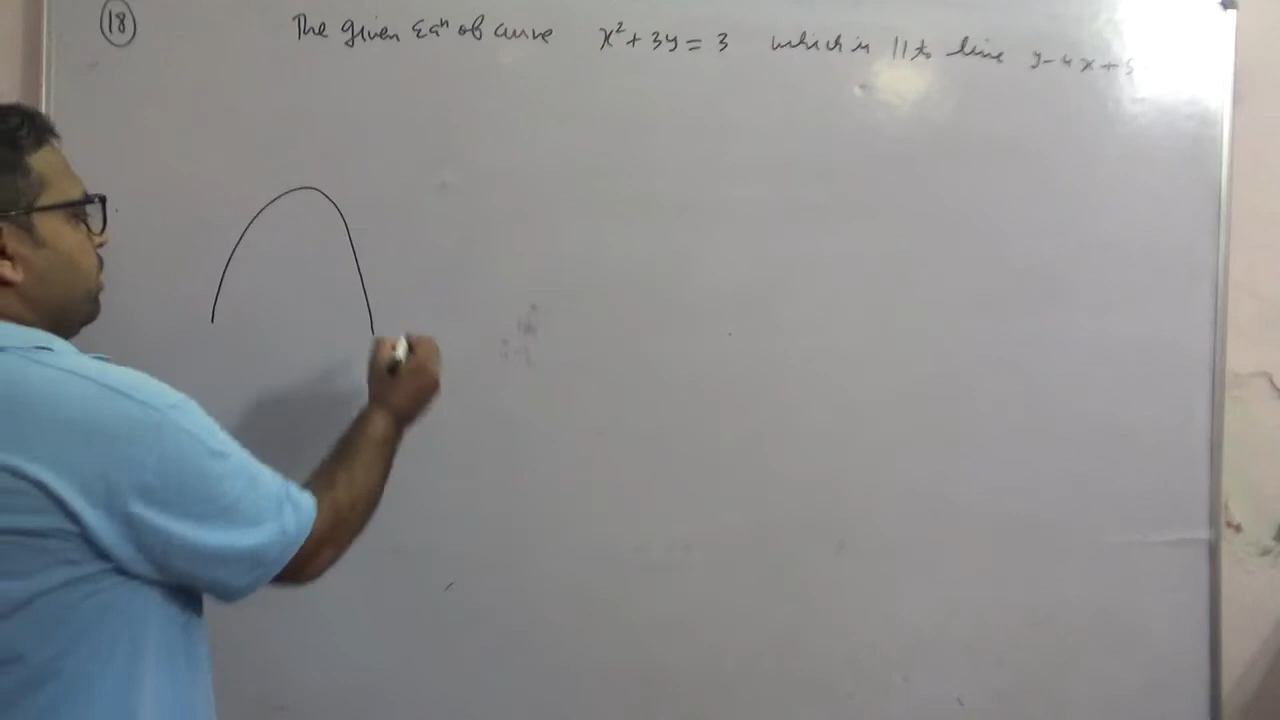 18 The given Eqn of curve x² + 3y = 3 which is || to line y - 4x + 5